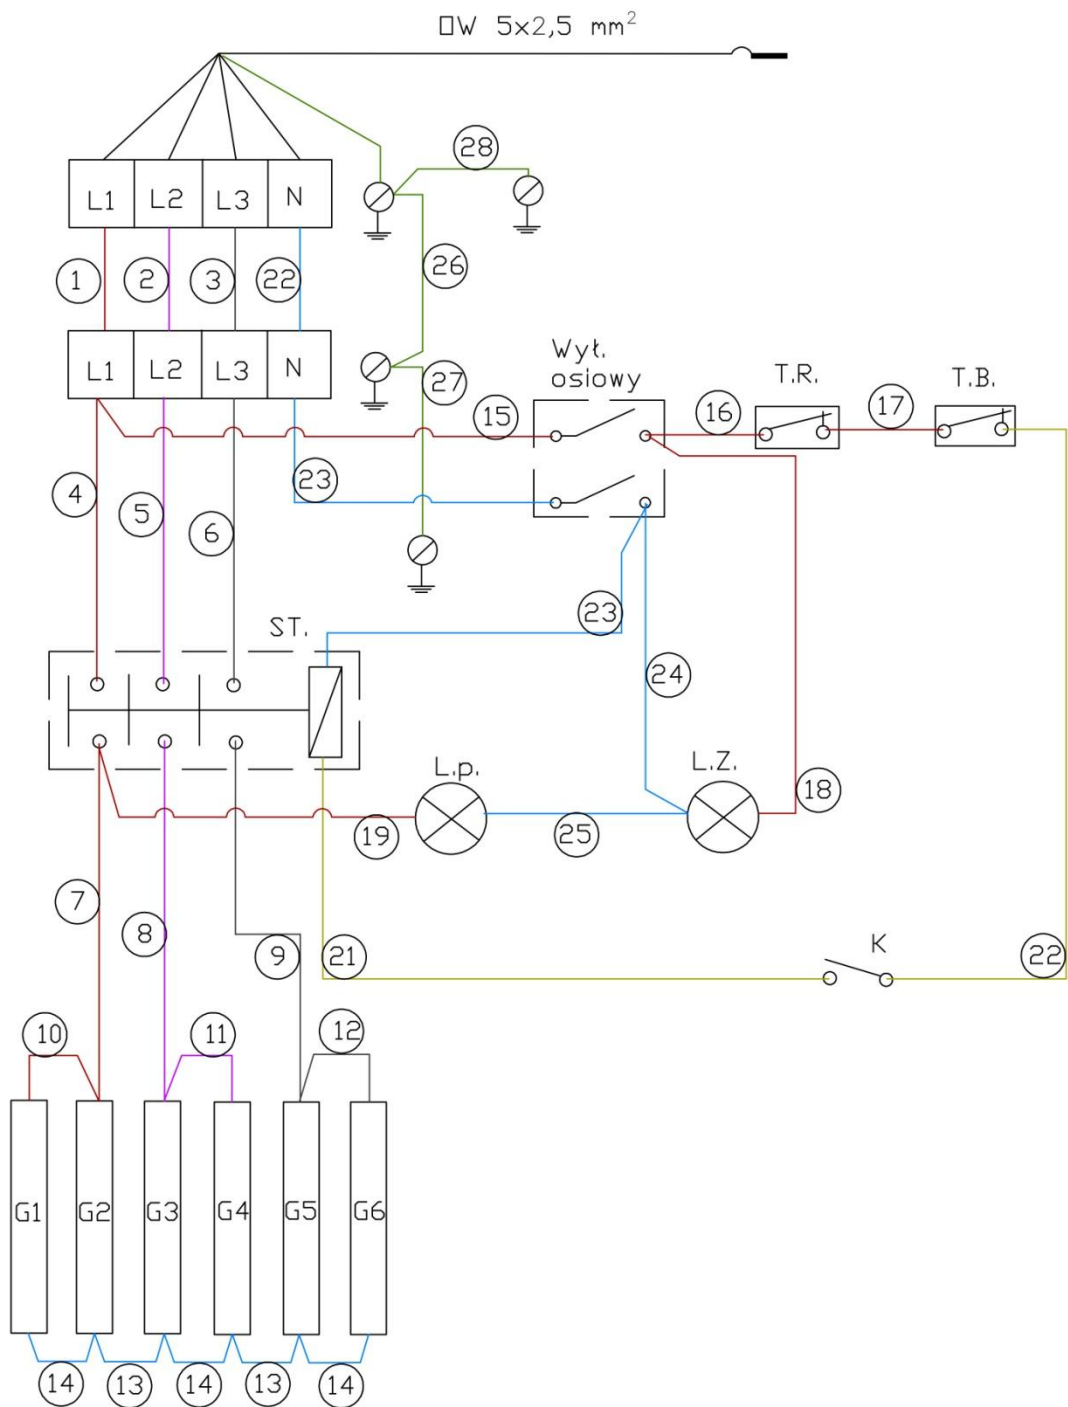 OW 5x2,5 mm²
28
L1 L2 L3 N
1 2 3 22 26
L1 L2 L3 N
27
Wył.
osiowy
T.R.
T.B.
15 16 17
4 5 6 23
ST.
23
24
L.p.
L.Z.
18
19 25
7 8 9 21
K
22
10 11 12
G1 G2 G3 G4 G5 G6
14 13 14 13 14